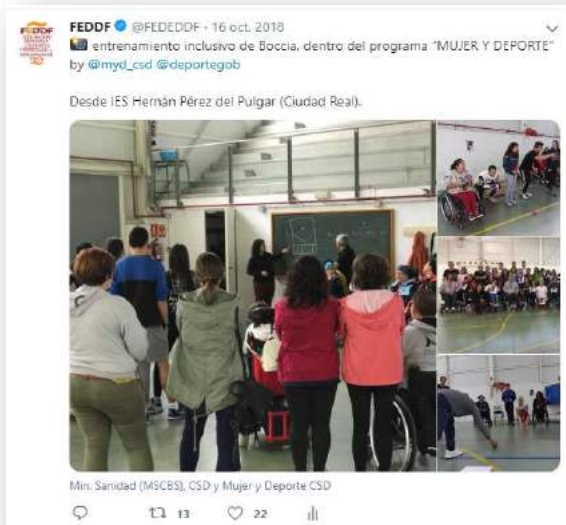 FEDDF @FEDEDDF · 16 oct. 2018
entrenamiento inclusivo de Boccia, dentro del programa "MUJER Y DEPORTE"
by @myd_csd @deportegob
Desde IES Hernán Pérez del Pulgar (Ciudad Real).
Min. Sanidad (MSCBS), CSD y Mujer y Deporte CSD
13 22